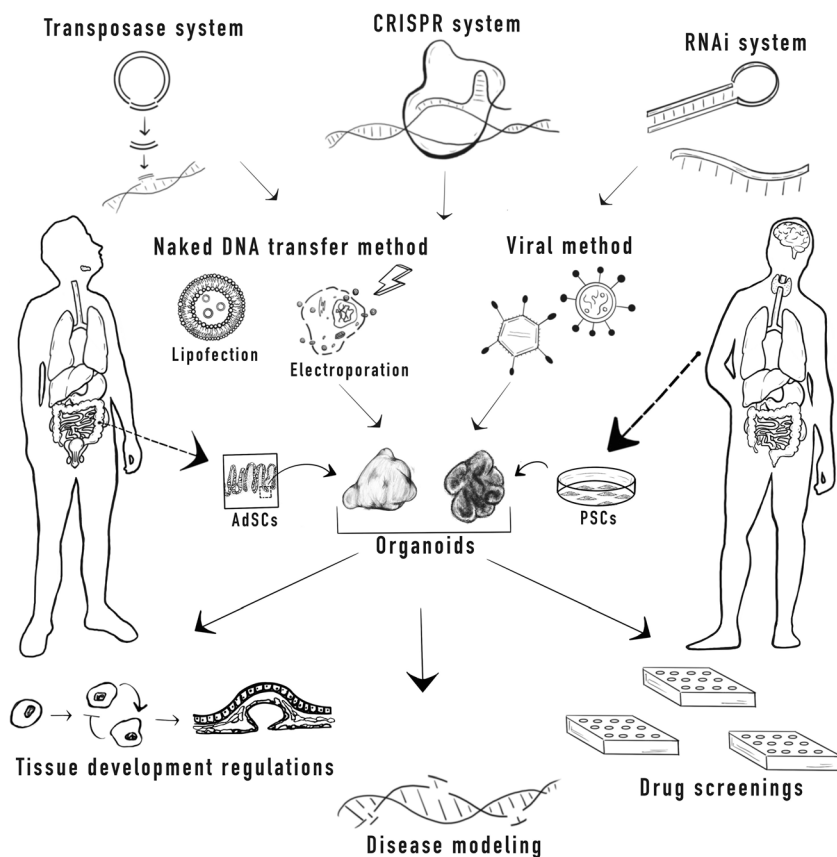 Transposase system
CRISPR system
RNAi system
Naked DNA transfer method
Viral method
Lipofection
Electroporation
AdSCs
PSCs
Organoids
Tissue development regulations
Drug screenings
Disease modeling